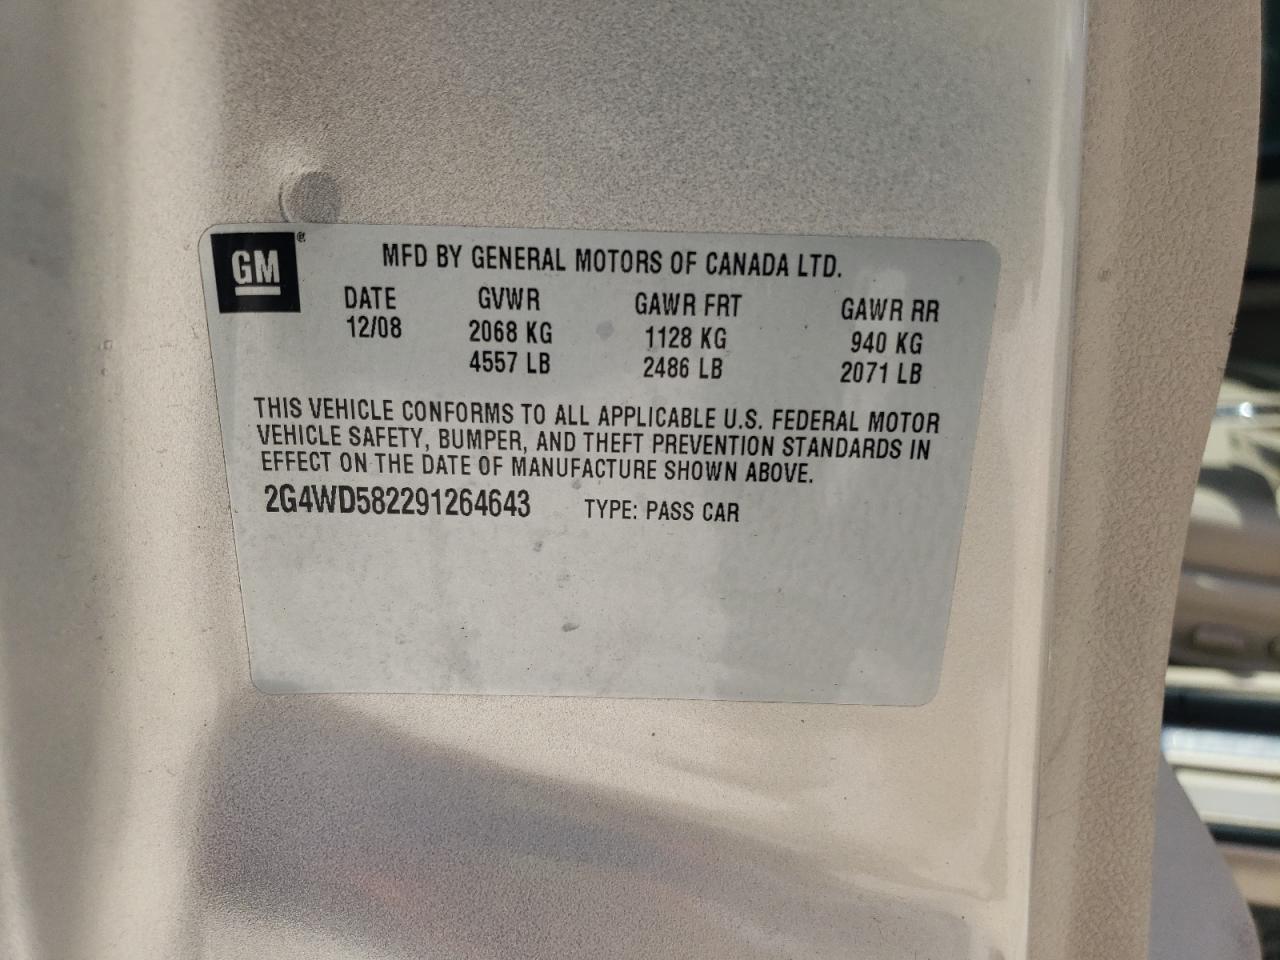 GM ®
MFD BY GENERAL MOTORS OF CANADA LTD.
DATE GVWR GAWR FRT GAWR RR
12/08 2068 KG 1128 KG 940 KG
4557 LB 2486 LB 2071 LB
THIS VEHICLE CONFORMS TO ALL APPLICABLE U.S. FEDERAL MOTOR
VEHICLE SAFETY, BUMPER, AND THEFT PREVENTION STANDARDS IN
EFFECT ON THE DATE OF MANUFACTURE SHOWN ABOVE.
2G4WD582291264643 TYPE: PASS CAR